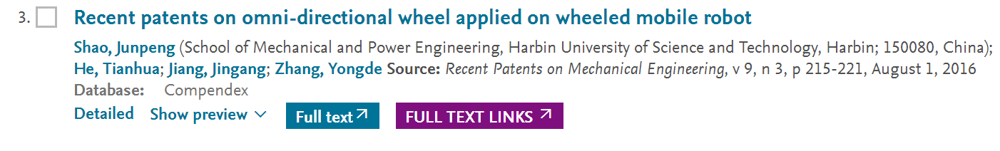 3. Recent patents on omni-directional wheel applied on wheeled mobile robot
Shao, Junpeng (School of Mechanical and Power Engineering, Harbin University of Science and Technology, Harbin; 150080, China);
He, Tianhua; Jiang, Jingang; Zhang, Yongde Source: Recent Patents on Mechanical Engineering, v 9, n 3, p 215-221, August 1, 2016
Database: Compendex
Detailed Show preview Full text FULL TEXT LINKS